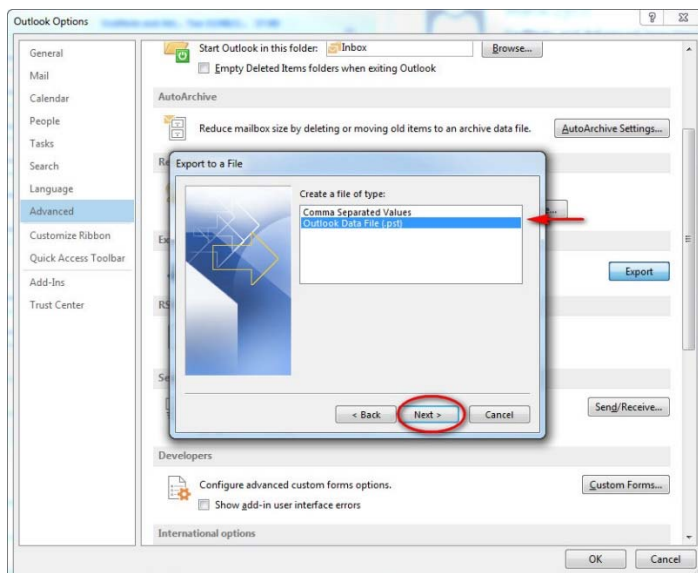 Outlook Options
General
Mail
Calendar
People
Tasks
Search
Language
Advanced
Customize Ribbon
Quick Access Toolbar
Add-Ins
Trust Center
Start Outlook in this folder: Inbox Browse...
Empty Deleted Items folders when exiting Outlook
AutoArchive
Reduce mailbox size by deleting or moving old items to an archive data file. AutoArchive Settings...
Export to a File
Create a file of type:
Comma Separated Values
Outlook Data File (.pst)
Export
< Back Next > Cancel
Send/Receive...
Developers
Configure advanced custom forms options. Custom Forms...
Show add-in user interface errors
International options
OK Cancel